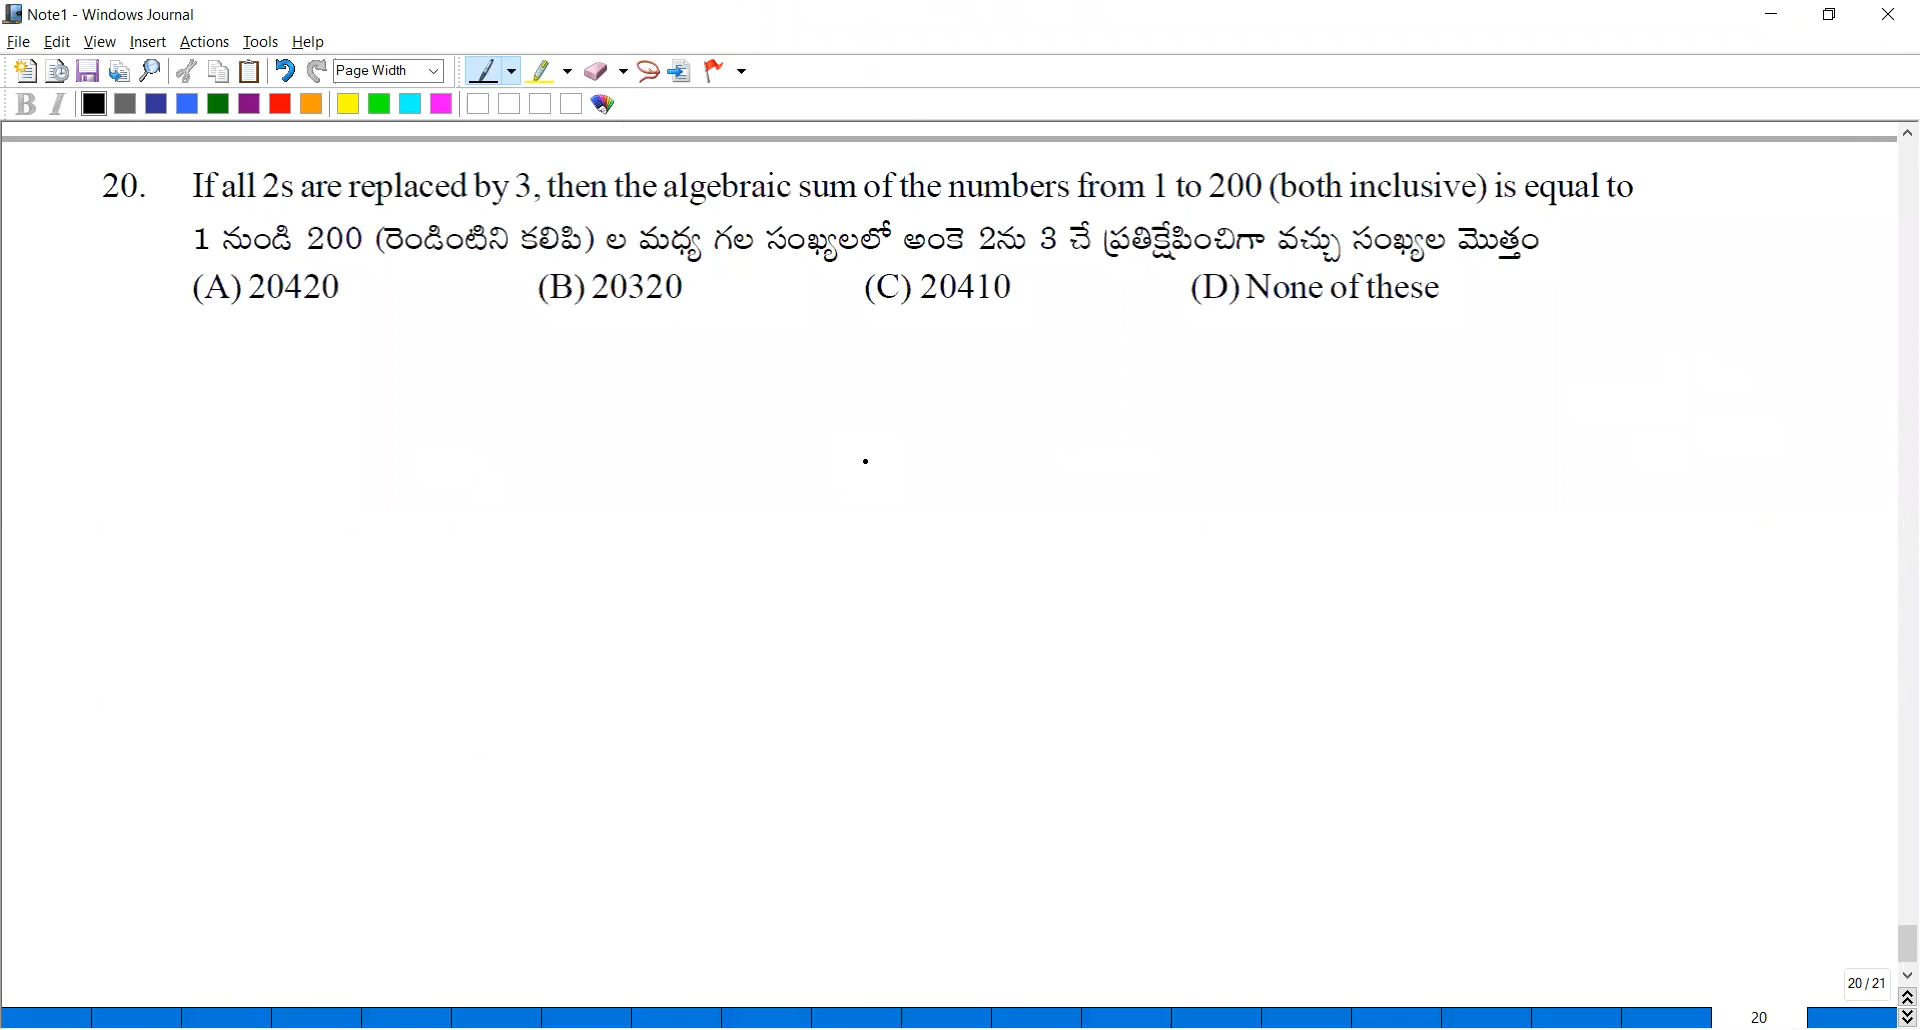 Note1 - Windows Journal
File Edit View Insert Actions Tools Help
Page Width
B I
20. If all 2s are replaced by 3, then the algebraic sum of the numbers from 1 to 200 (both inclusive) is equal to
1 నుండి 200 (రెండింటిని కలిపి) ల మధ్య గల సంఖ్యలలో అంకె 2ను 3 చే ప్రతిక్షేపించిగా వచ్చు సంఖ్యల మొత్తం
(A) 20420 (B) 20320 (C) 20410 (D) None of these
20 / 21
20